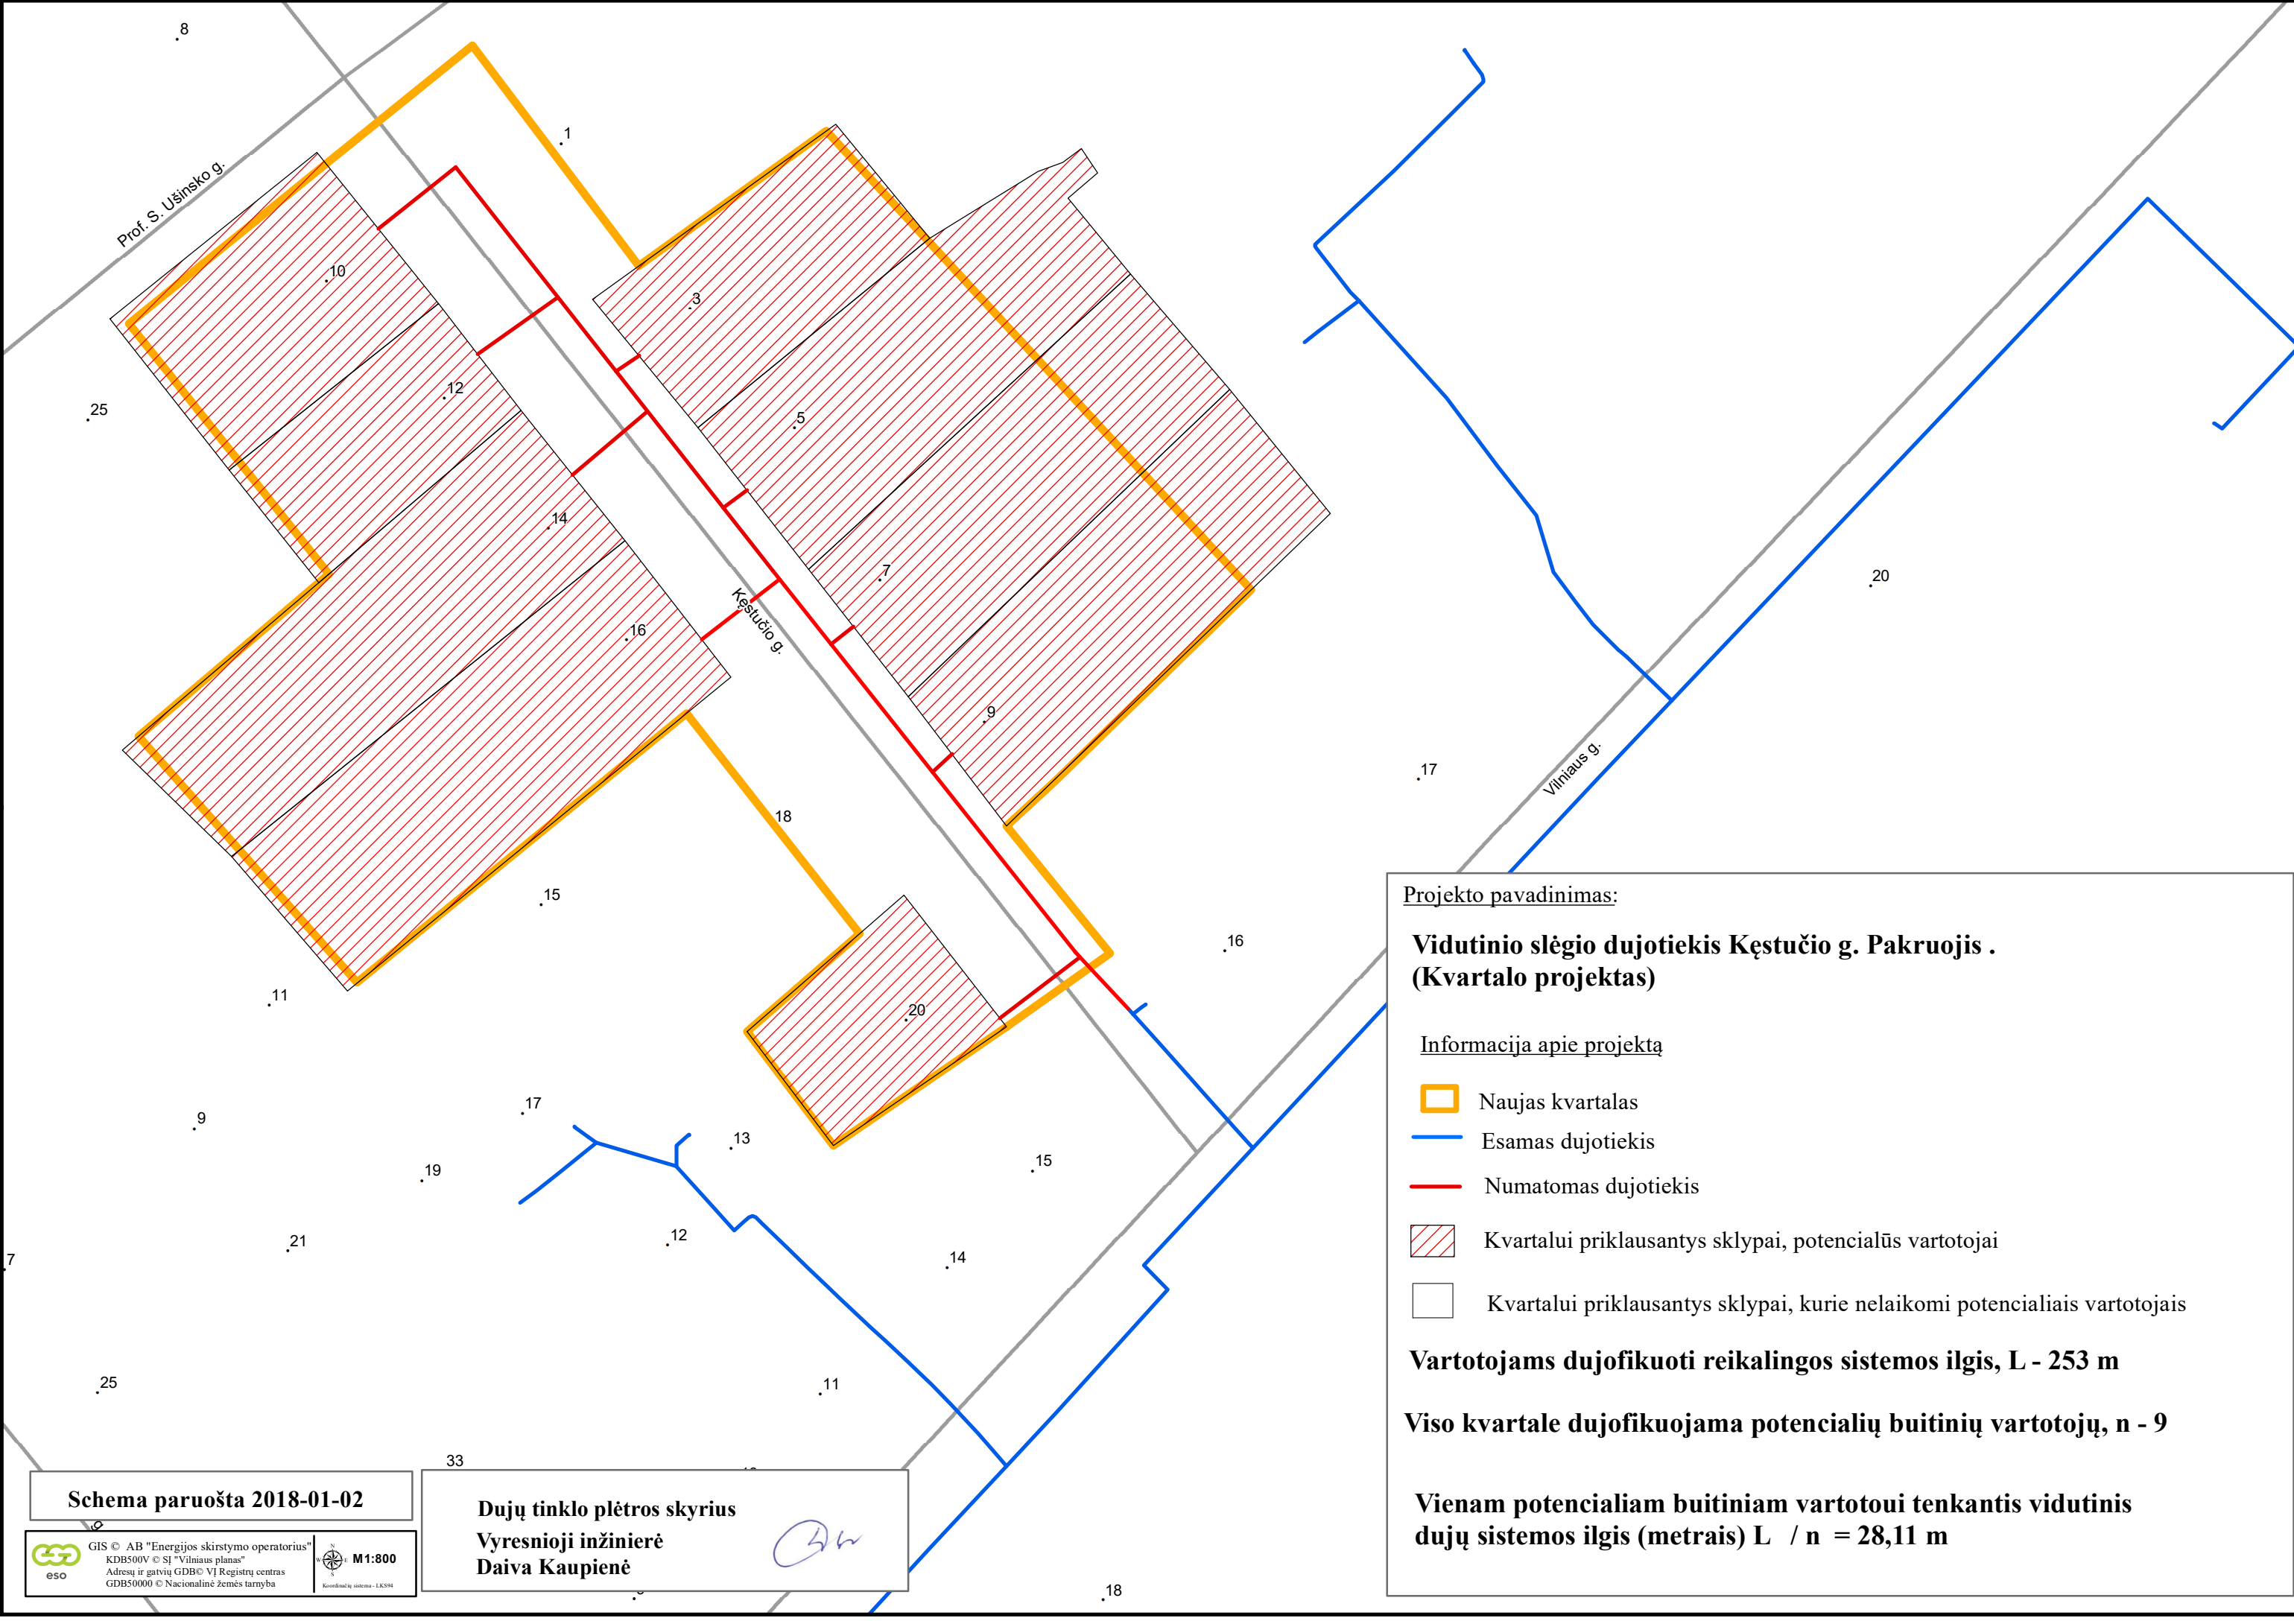 8
1
Prof. S. Ušinsko g.
10
3
12
25
5
14
7
20
Kęstučio g.
16
9
17
Vilniaus g.
18
15
16
11
20
9
17
13
15
19
12
21
14
7
25
11
33
18
g.
Projekto pavadinimas:
Vidutinio slėgio dujotiekis Kęstučio g. Pakruojis .
(Kvartalo projektas)
Informacija apie projektą
Naujas kvartalas
Esamas dujotiekis
Numatomas dujotiekis
Kvartalui priklausantys sklypai, potencialūs vartotojai
Kvartalui priklausantys sklypai, kurie nelaikomi potencialiais vartotojais
Vartotojams dujofikuoti reikalingos sistemos ilgis, L - 253 m
Viso kvartale dujofikuojama potencialių buitinių vartotojų, n - 9
Vienam potencialiam buitiniam vartotoui tenkantis vidutinis
dujų sistemos ilgis (metrais) L / n = 28,11 m
Schema paruošta 2018-01-02
eso
GIS © AB "Energijos skirstymo operatorius"
KDB500V © SĮ "Vilniaus planas"
Adresų ir gatvių GDB© VĮ Registrų centras
GDB50000 © Nacionalinė žemės tarnyba
N
W E
S
M1:800
Koordinačių sistema - LKS94
Dujų tinklo plėtros skyrius
Vyresnioji inžinierė
Daiva Kaupienė